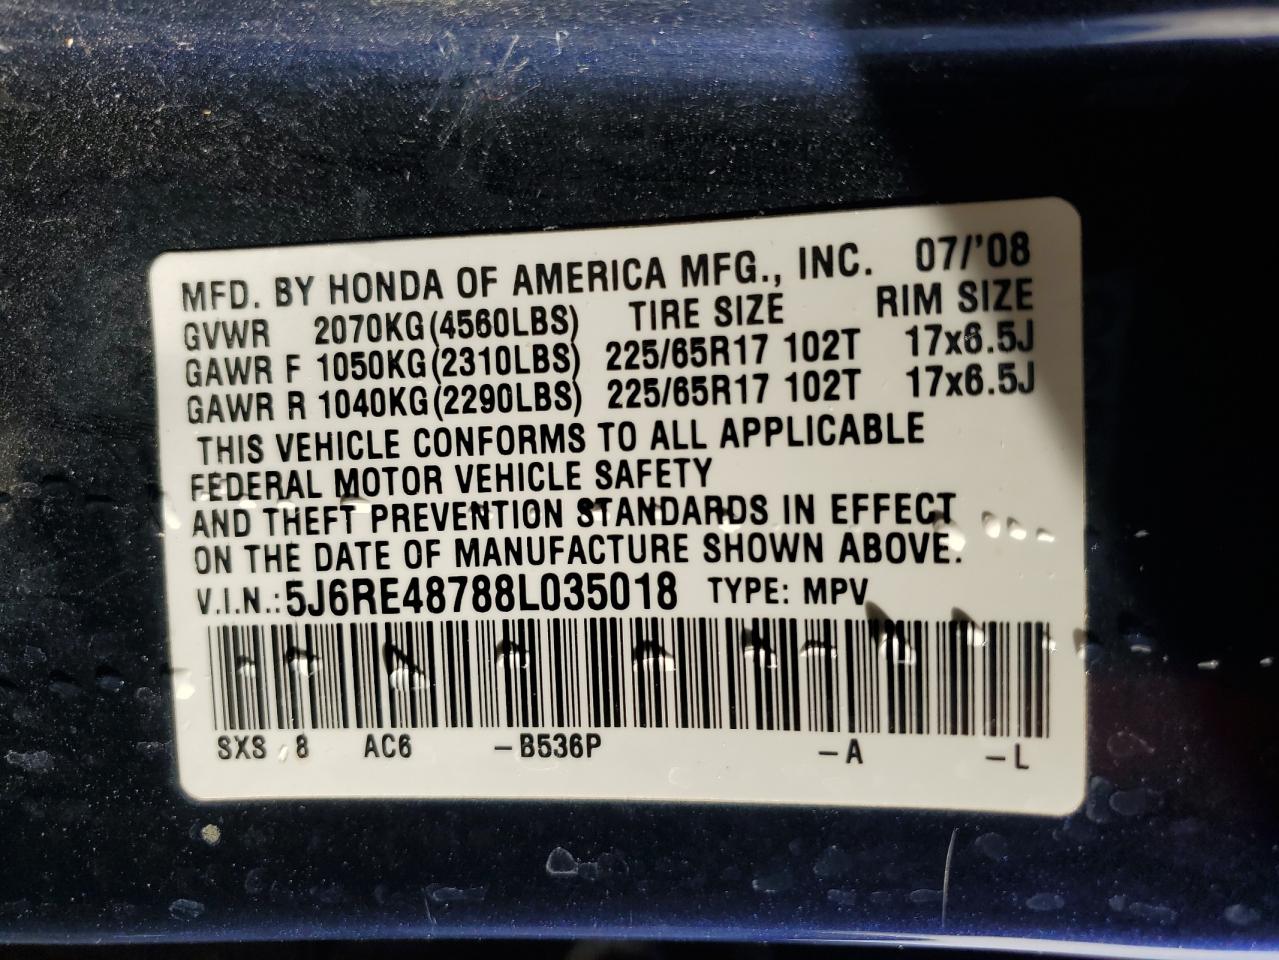 MFD. BY HONDA OF AMERICA MFG., INC. 07/'08
GVWR 2070KG(4560LBS) TIRE SIZE RIM SIZE
GAWR F 1050KG(2310LBS) 225/65R17 102T 17x6.5J
GAWR R 1040KG(2290LBS) 225/65R17 102T 17x6.5J
THIS VEHICLE CONFORMS TO ALL APPLICABLE
FEDERAL MOTOR VEHICLE SAFETY
AND THEFT PREVENTION STANDARDS IN EFFECT
ON THE DATE OF MANUFACTURE SHOWN ABOVE.
V.I.N.:5J6RE48788L035018 TYPE: MPV
SXS 8 AC6 -B536P -A -L